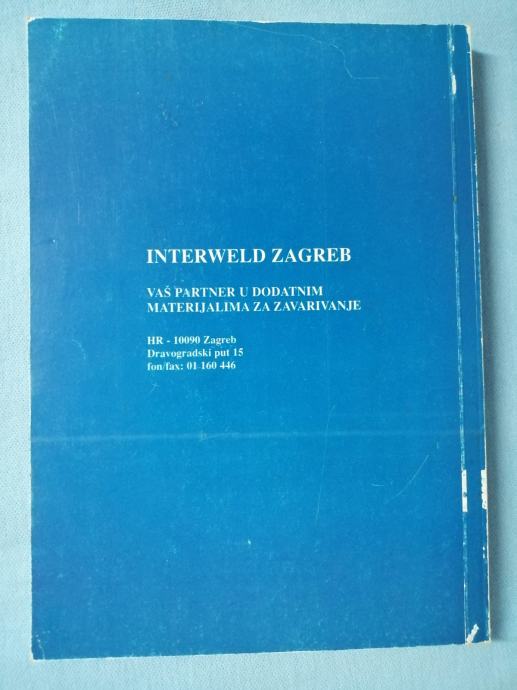 INTERWELD ZAGREB
VAŠ PARTNER U DODATNIM
MATERIJALIMA ZA ZAVARIVANJE
HR - 10090 Zagreb
Dravogradski put 15
fon/fax: 01 160 446